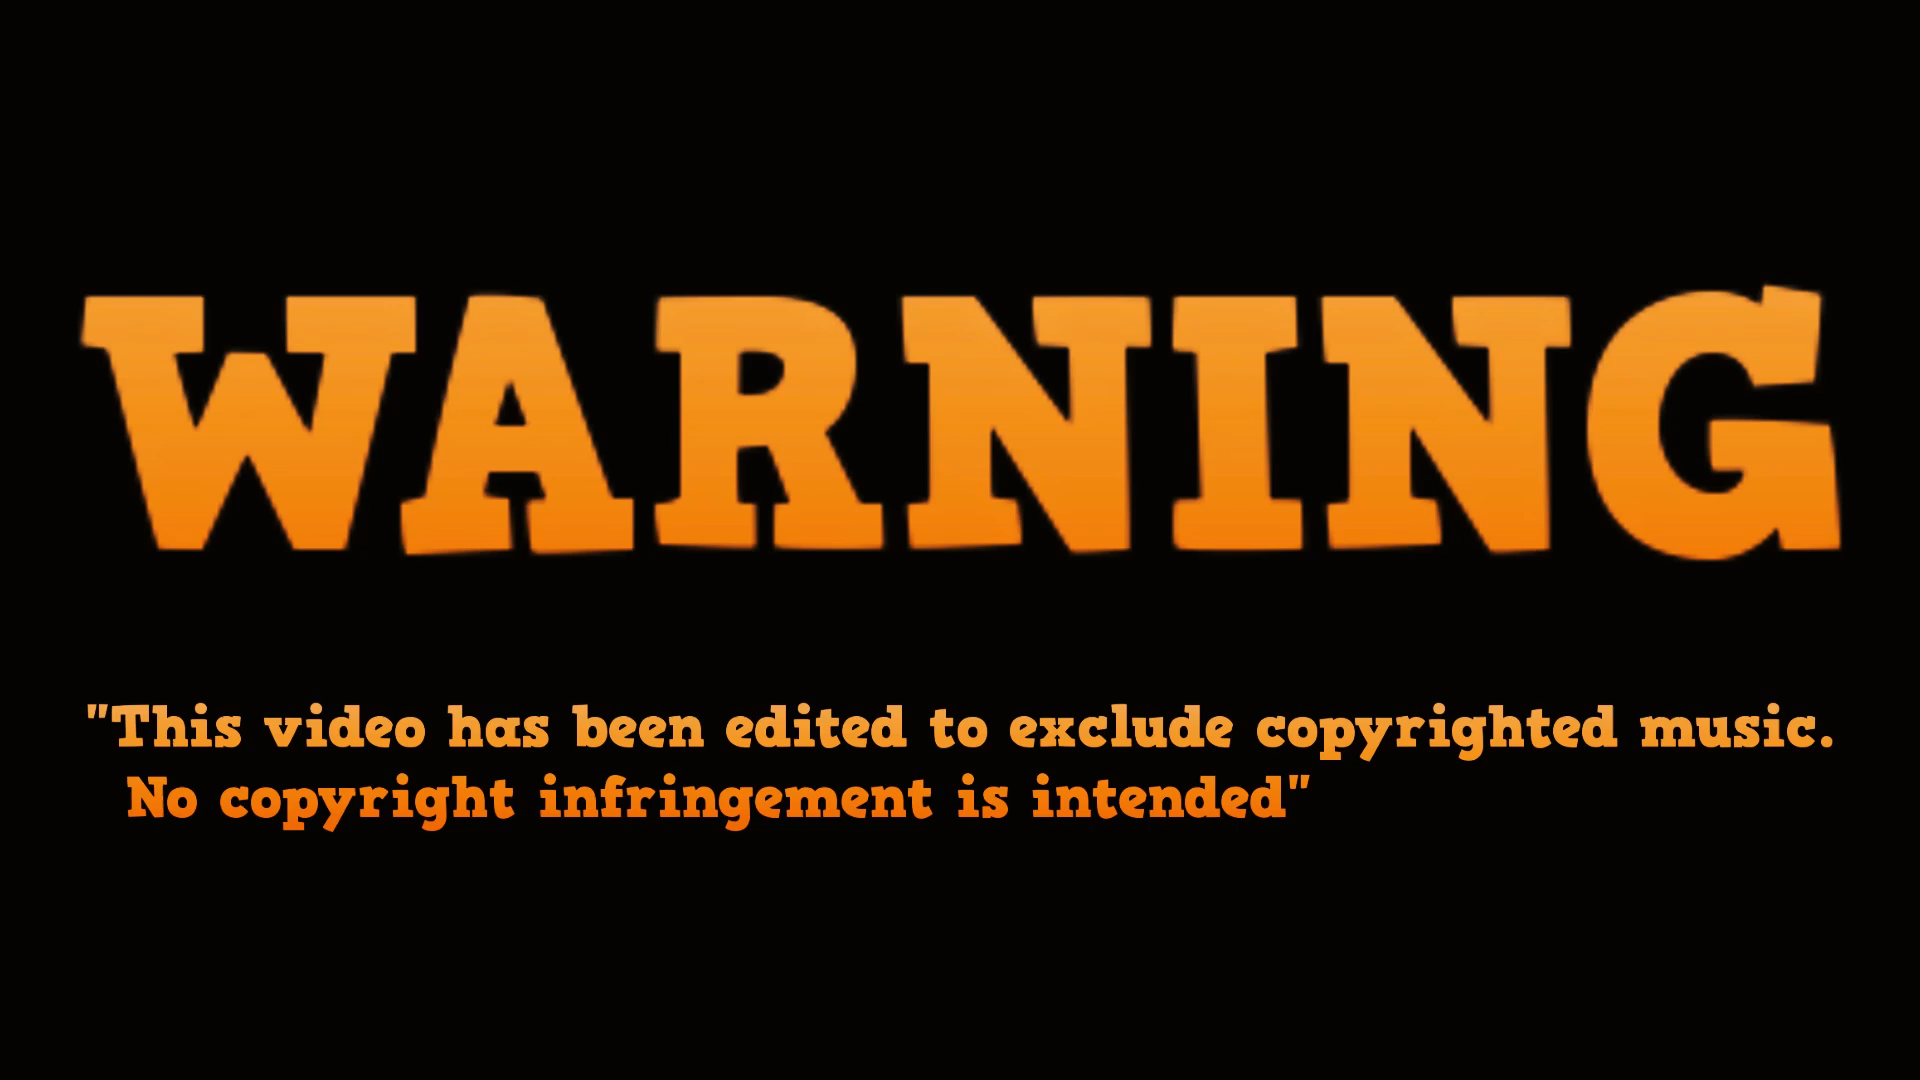 WARNING
"This video has been edited to exclude copyrighted music.
No copyright infringement is intended"